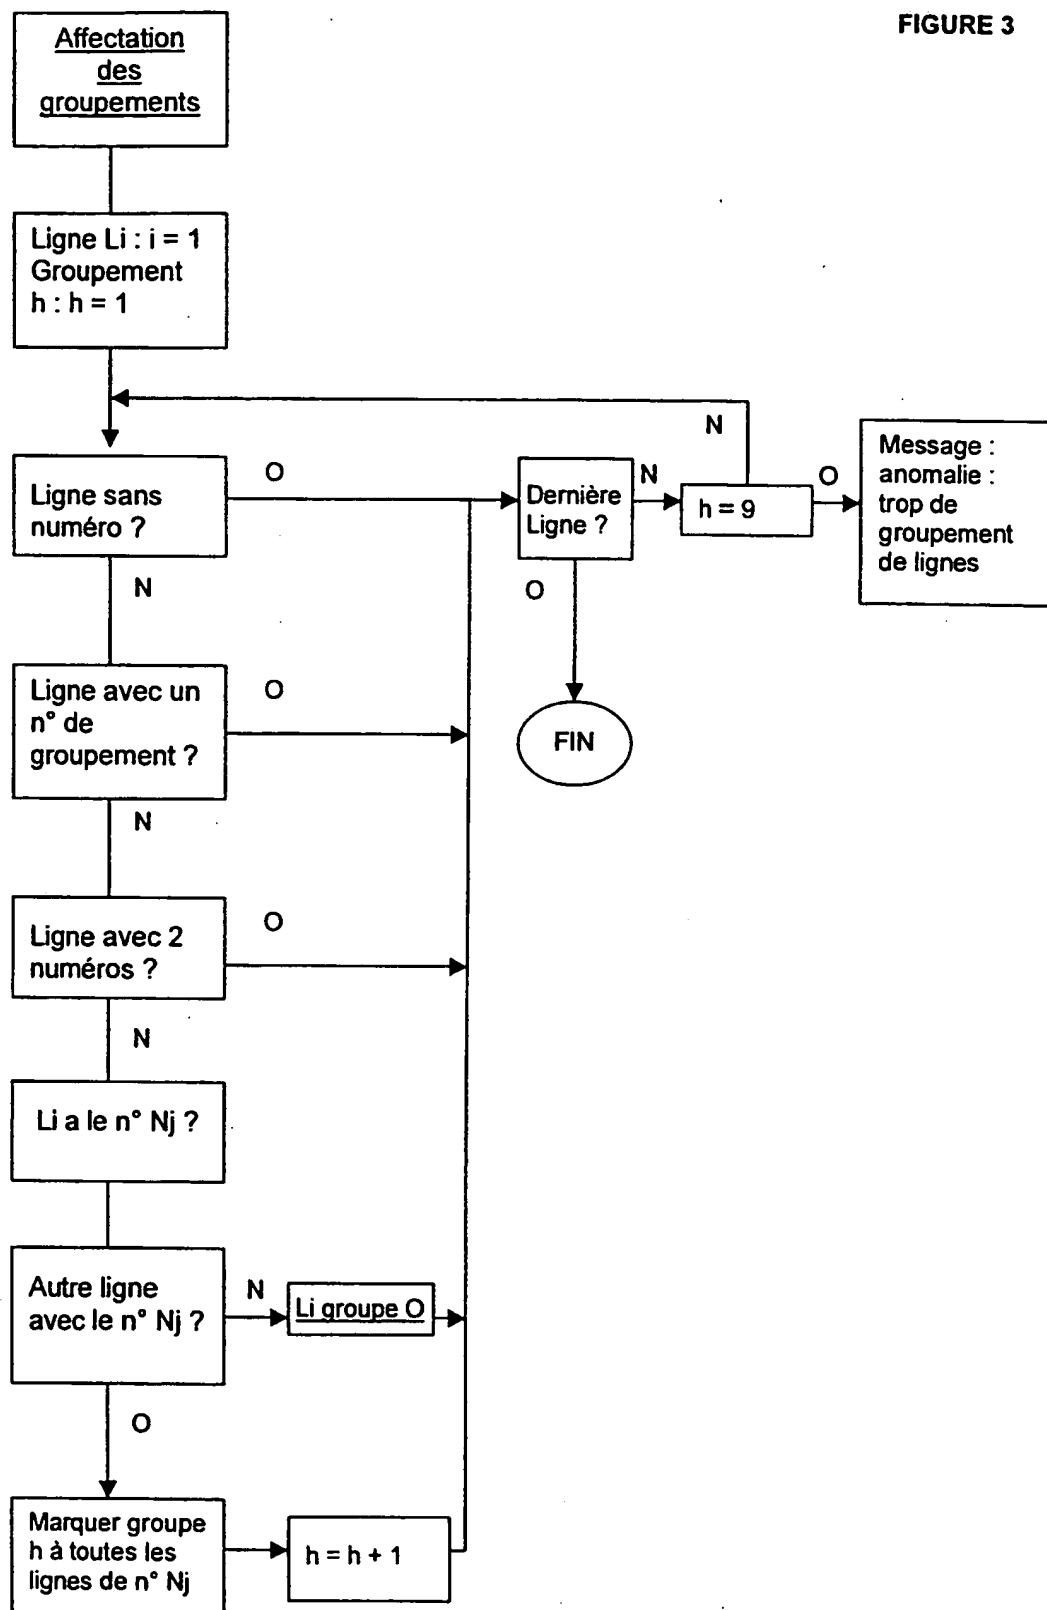 FIGURE 3
Affectation
des
groupements
Ligne Li : i = 1
Groupement
h : h = 1
N
Ligne sans
numéro ?
O
Dernière
Ligne ?
N
h = 9
O
Message :
anomalie :
trop de
groupement
de lignes
N
O
FIN
Ligne avec un
n° de
groupement ?
O
N
Ligne avec 2
numéros ?
O
N
Li a le n° Nj ?
Autre ligne
avec le n° Nj ?
N
Li groupe O
O
Marquer groupe
h à toutes les
lignes de n° Nj
h = h + 1